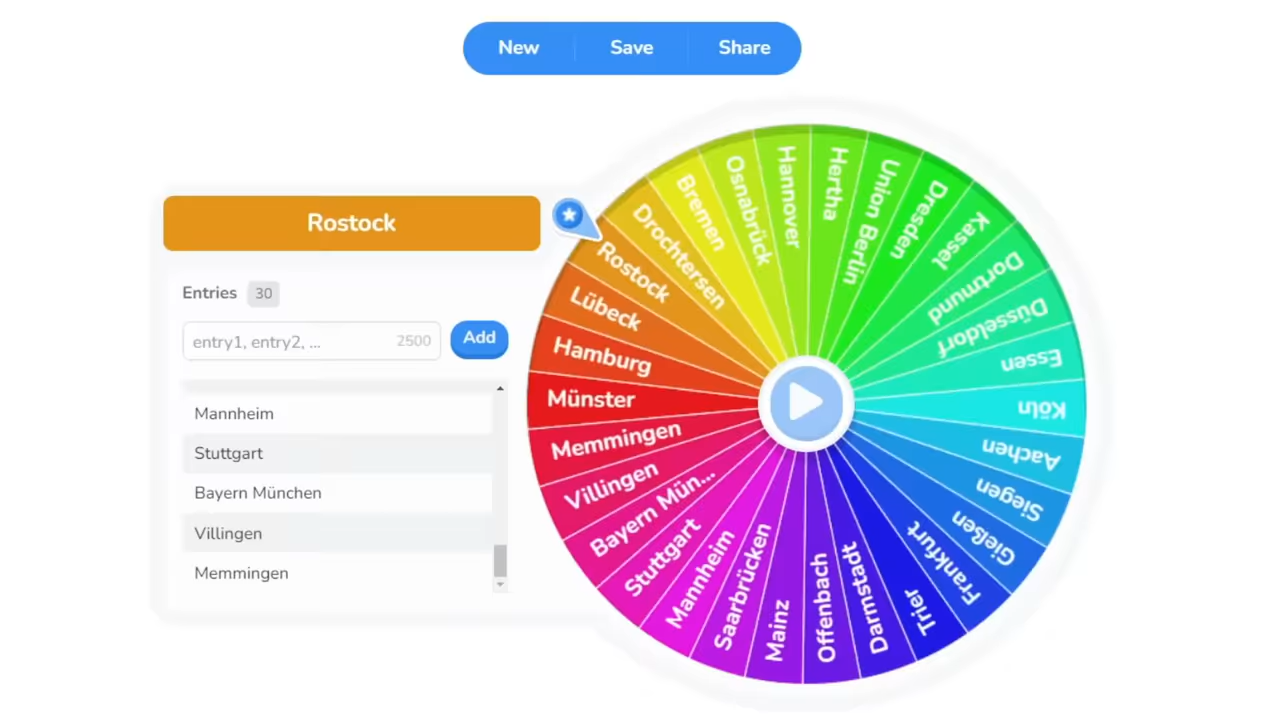 New
Save
Share
Rostock
Entries 30
entry1, entry2, ... 2500
Add
Mannheim
Stuttgart
Bayern München
Villingen
Memmingen
Rostock
Drochtersen
Bremen
Osnabrück
Hannover
Hertha
Union Berlin
Dresden
Kassel
Dortmund
Düsseldorf
Essen
Köln
Aachen
Siegen
Gießen
Frankfurt
Trier
Darmstadt
Offenbach
Mainz
Saarbrücken
Mannheim
Stuttgart
Bayern Mün...
Villingen
Memmingen
Münster
Hamburg
Lübeck